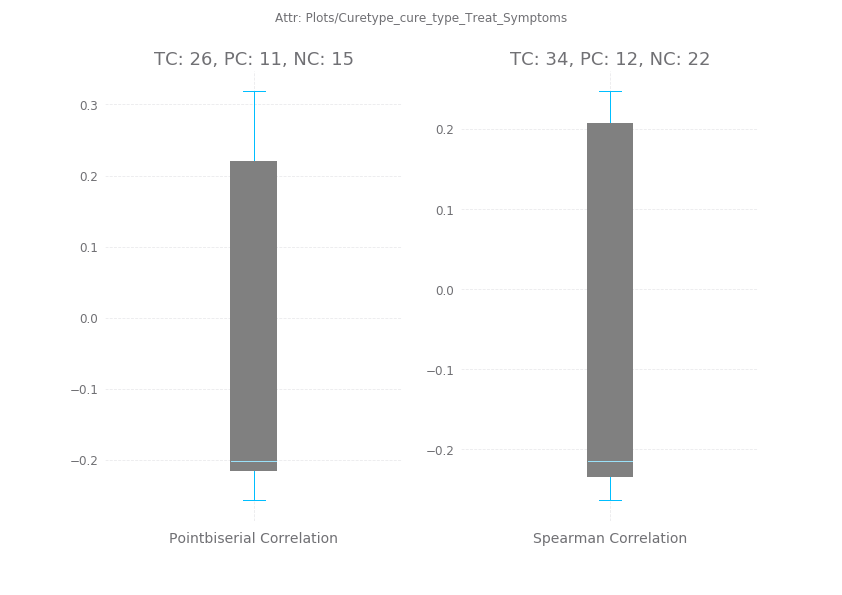 Attr: Plots/Curetype_cure_type_Treat_Symptoms
TC: 26, PC: 11, NC: 15
0.3
0.2
0.1
0.0
−0.1
−0.2
Pointbiserial Correlation
TC: 34, PC: 12, NC: 22
0.2
0.1
0.0
−0.1
−0.2
Spearman Correlation